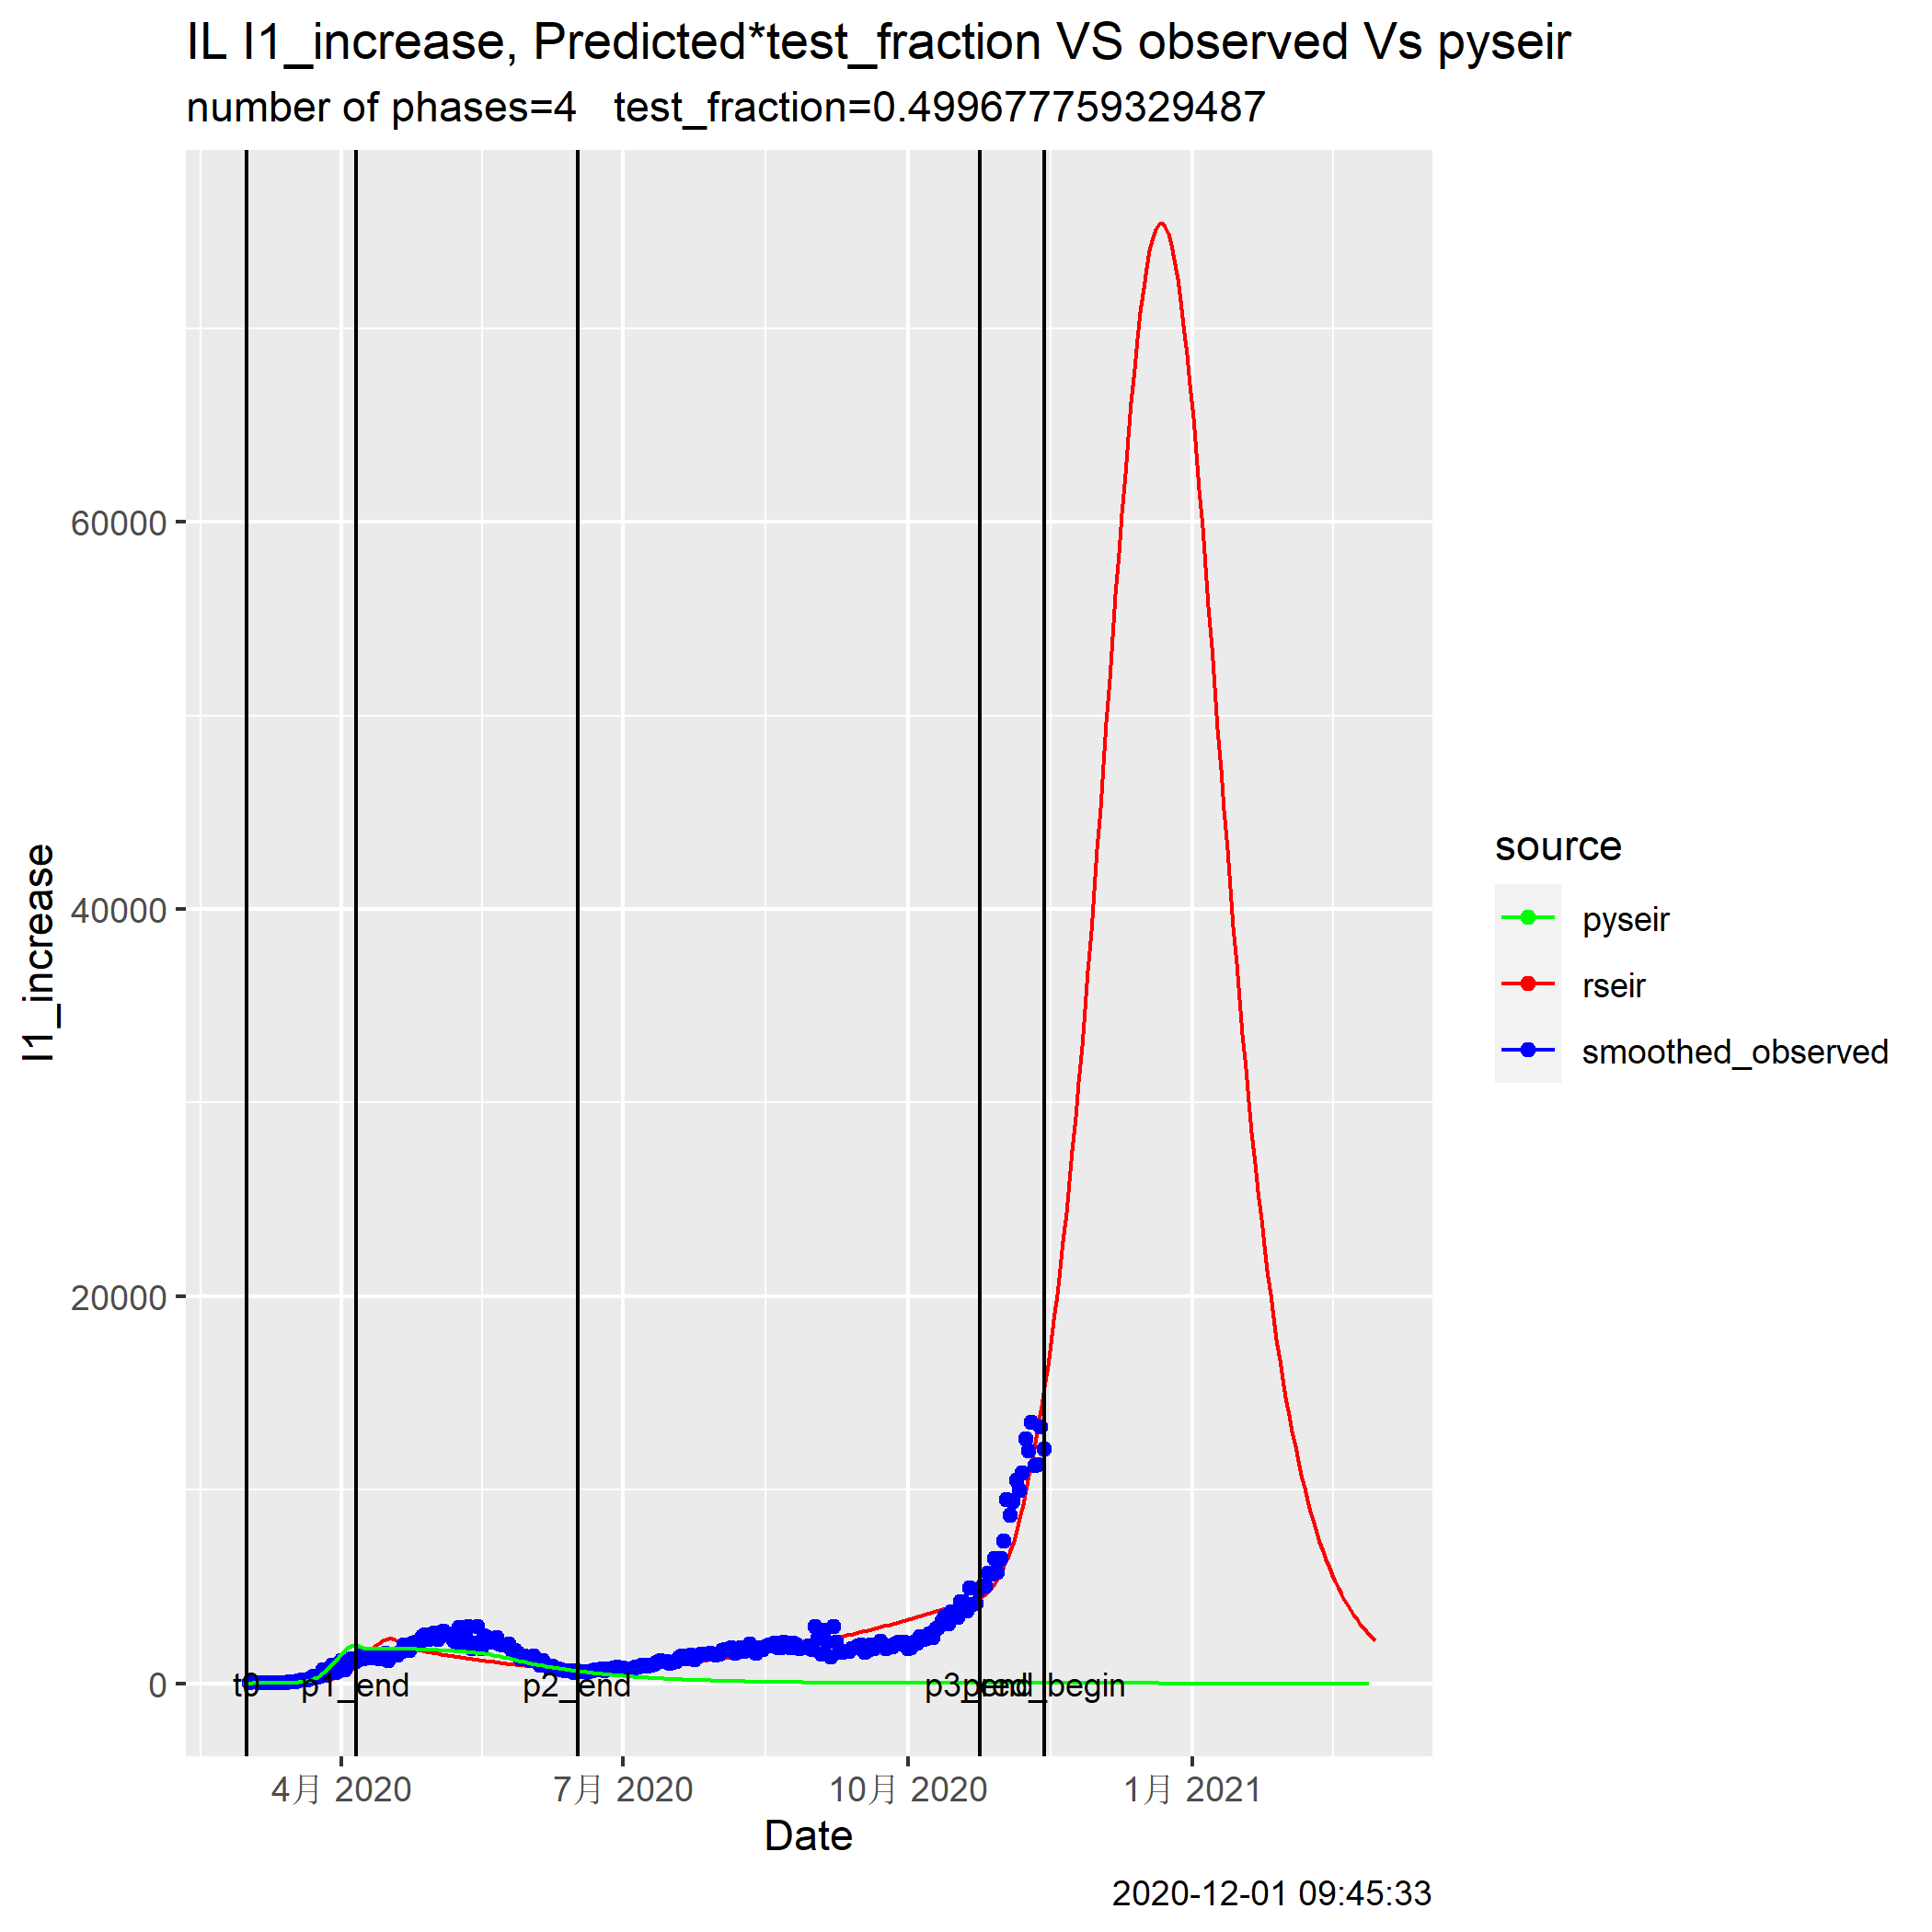 IL I1_increase, Predicted*test_fraction VS observed Vs pyseir
number of phases=4 test_fraction=0.499677759329487
I1_increase
60000
40000
20000
0
t0 p1_end p2_end p3_end pred_begin
4月 2020 7月 2020 10月 2020 1月 2021
Date
source
pyseir
rseir
smoothed_observed
2020-12-01 09:45:33